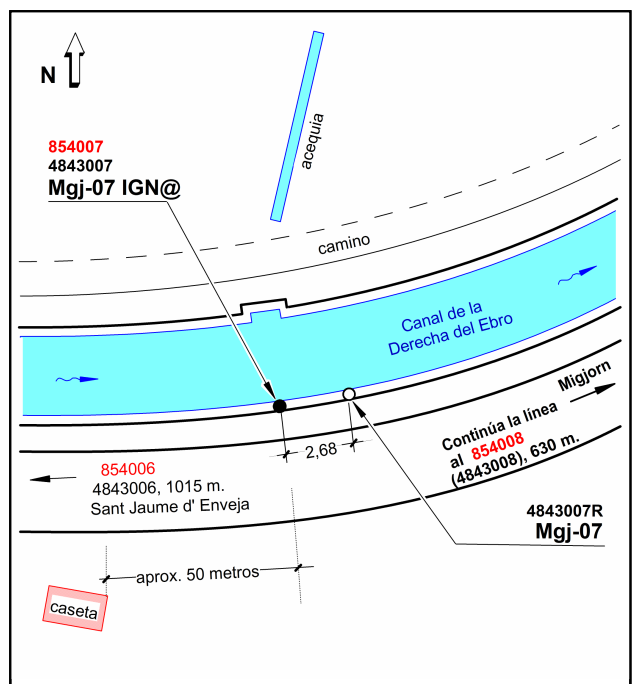 N
acequia
854007
4843007
Mgj-07 IGN@
camino
Canal de la
Derecha del Ebro
Migjorn
Continúa la línea
al 854008
(4843008), 630 m.
2,68
854006
4843006, 1015 m.
Sant Jaume d' Enveja
4843007R
Mgj-07
aprox. 50 metros
caseta